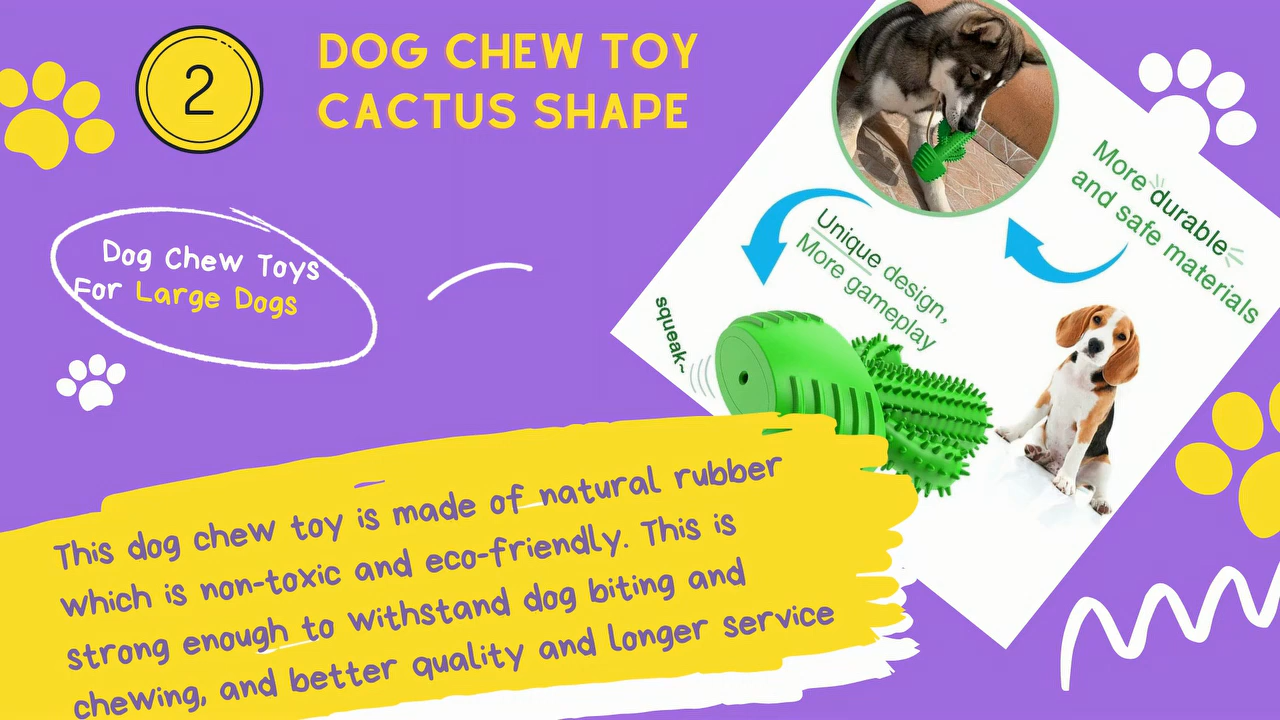 2
DOG CHEW TOY
CACTUS SHAPE
Dog Chew Toys
For Large Dogs
More durable
and safe materials
Unique design,
More gameplay
squeak~
This dog chew toy is made of natural rubber
which is non-toxic and eco-friendly. This is
strong enough to withstand dog biting and
chewing, and better quality and longer service